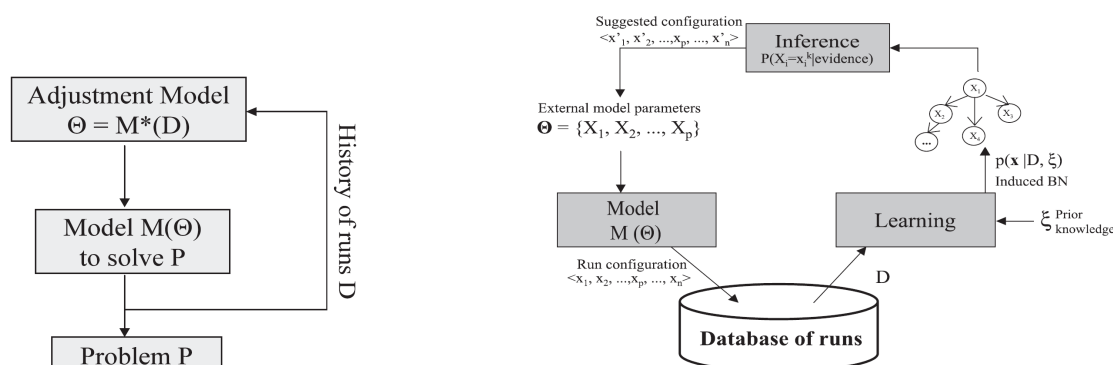 Adjustment Model
Θ = M*(D)
Model M(Θ)
to solve P
Problem P
History of runs D
Suggested configuration
<x'₁, x'₂, ...,xₚ, ..., x'ₙ>
Inference
P(Xᵢ=xᵢᵏ|evidence)
External model parameters
Θ = {X₁, X₂, ..., Xₚ}
Model
M (Θ)
Run configuration
<x₁, x₂, ...,xₚ, ..., xₙ>
Database of runs
D
Learning
ξ Prior
knowledge
p(x |D, ξ)
Induced BN
X₁
X₂
X₃
X₄
...